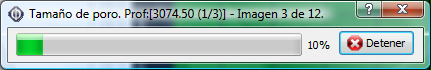 Tamaño de poro. Prof:[3074.50 (1/3)] - Imagen 3 de 12.
10% Detener